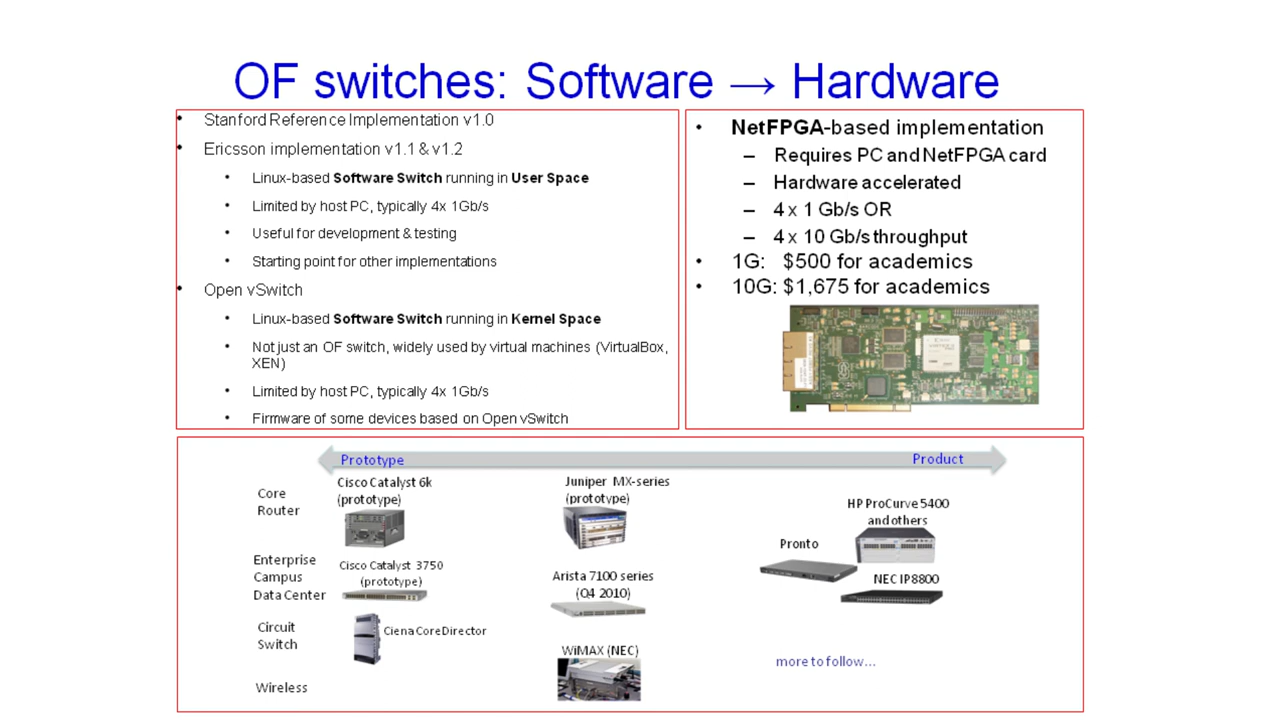 OF switches: Software → Hardware
• Stanford Reference Implementation v1.0
• Ericsson implementation v1.1 & v1.2
• Linux-based Software Switch running in User Space
• Limited by host PC, typically 4x 1Gb/s
• Useful for development & testing
• Starting point for other implementations
• Open vSwitch
• Linux-based Software Switch running in Kernel Space
• Not just an OF switch, widely used by virtual machines (VirtualBox,
XEN)
• Limited by host PC, typically 4x 1Gb/s
• Firmware of some devices based on Open vSwitch
• NetFPGA-based implementation
– Requires PC and NetFPGA card
– Hardware accelerated
– 4 x 1 Gb/s OR
– 4 x 10 Gb/s throughput
• 1G: $500 for academics
• 10G: $1,675 for academics
Prototype
Product
Core
Router
Cisco Catalyst 6k
(prototype)
Juniper MX-series
(prototype)
HP ProCurve 5400
and others
Pronto
Enterprise
Campus
Data Center
Cisco Catalyst 3750
(prototype)
Arista 7100 series
(Q4 2010)
NEC IP8800
Circuit
Switch
Ciena CoreDirector
WiMAX (NEC)
more to follow...
Wireless